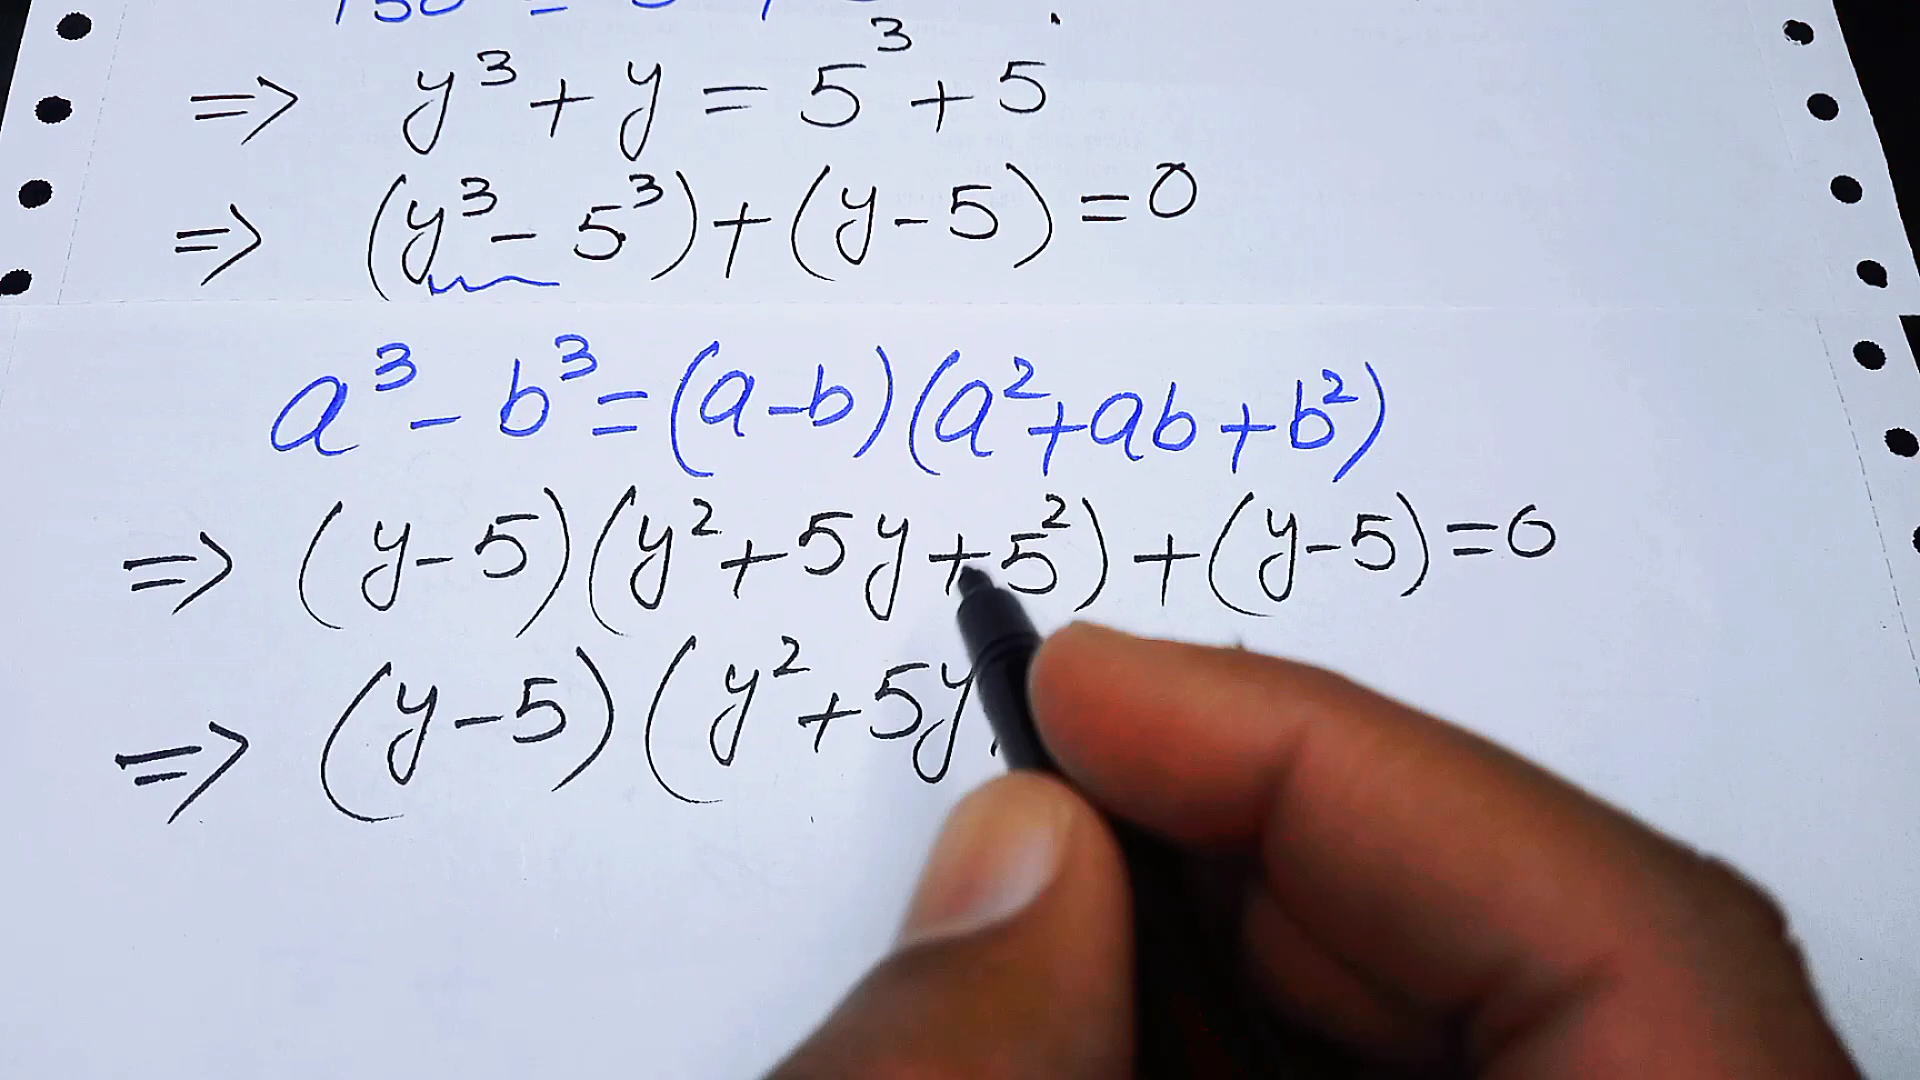 => y³ + y = 5³ + 5
=> (y³ - 5³) + (y - 5) = 0
a³ - b³ = (a - b)(a² + ab + b²)
=> (y - 5)(y² + 5y + 5²) + (y - 5) = 0
=> (y - 5)(y² + 5y